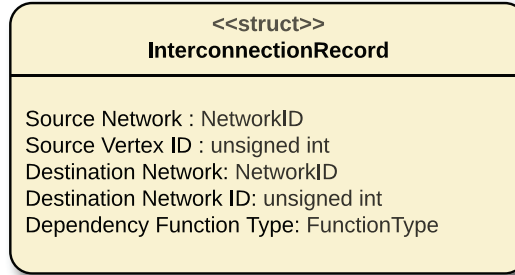 <<struct>>
InterconnectionRecord
Source Network : NetworkID
Source Vertex ID : unsigned int
Destination Network: NetworkID
Destination Network ID: unsigned int
Dependency Function Type: FunctionType